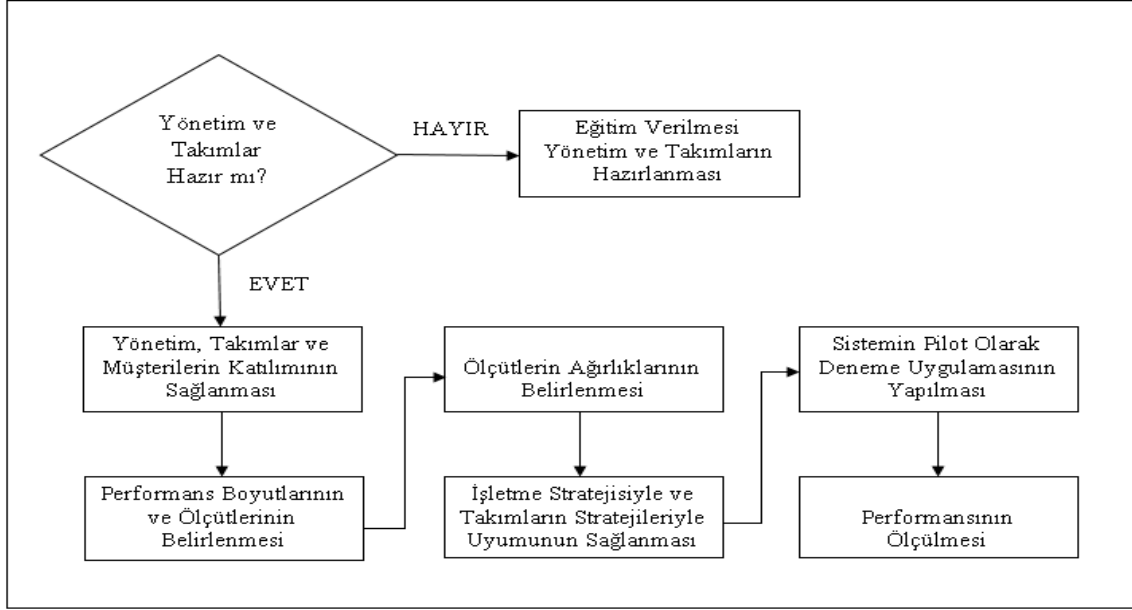 Yönetim ve
Takımlar
Hazır mı?
HAYIR
Eğitim Verilmesi
Yönetim ve Takımların
Hazırlanması
EVET
Yönetim, Takımlar ve
Müşterilerin Katılımının
Sağlanması
Performans Boyutlarının
ve Ölçütlerinin
Belirlenmesi
Ölçütlerin Ağırlıklarının
Belirlenmesi
İşletme Stratejisiyle ve
Takımların Stratejileriyle
Uyumunun Sağlanması
Sistemin Pilot Olarak
Deneme Uygulamasının
Yapılması
Performansının
Ölçülmesi